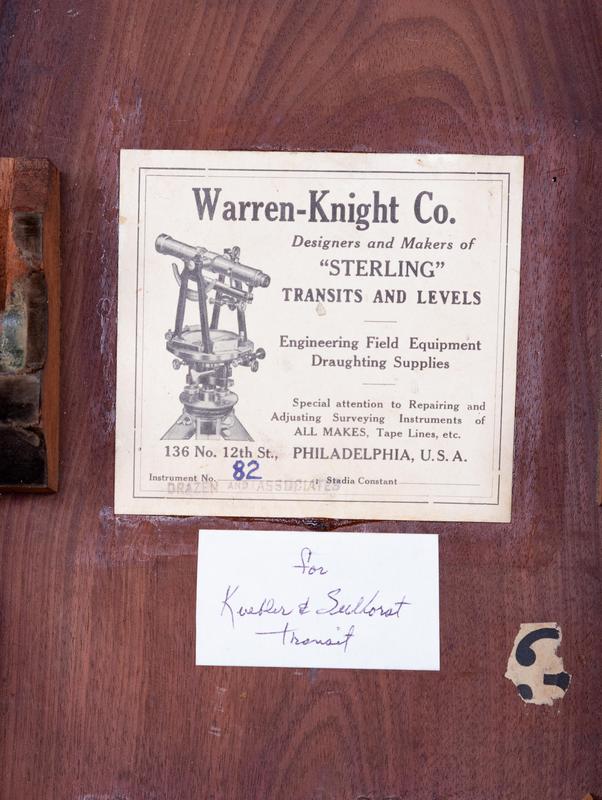 Warren-Knight Co.
Designers and Makers of
“STERLING”
TRANSITS AND LEVELS
Engineering Field Equipment
Draughting Supplies
Special attention to Repairing and
Adjusting Surveying Instruments of
ALL MAKES, Tape Lines, etc.
136 No. 12th St., PHILADELPHIA, U. S. A.
Instrument No. 82 Stadia Constant
DRAZEN AND ASSOCIATES
for
Kuebler & Seelhorst
Transit